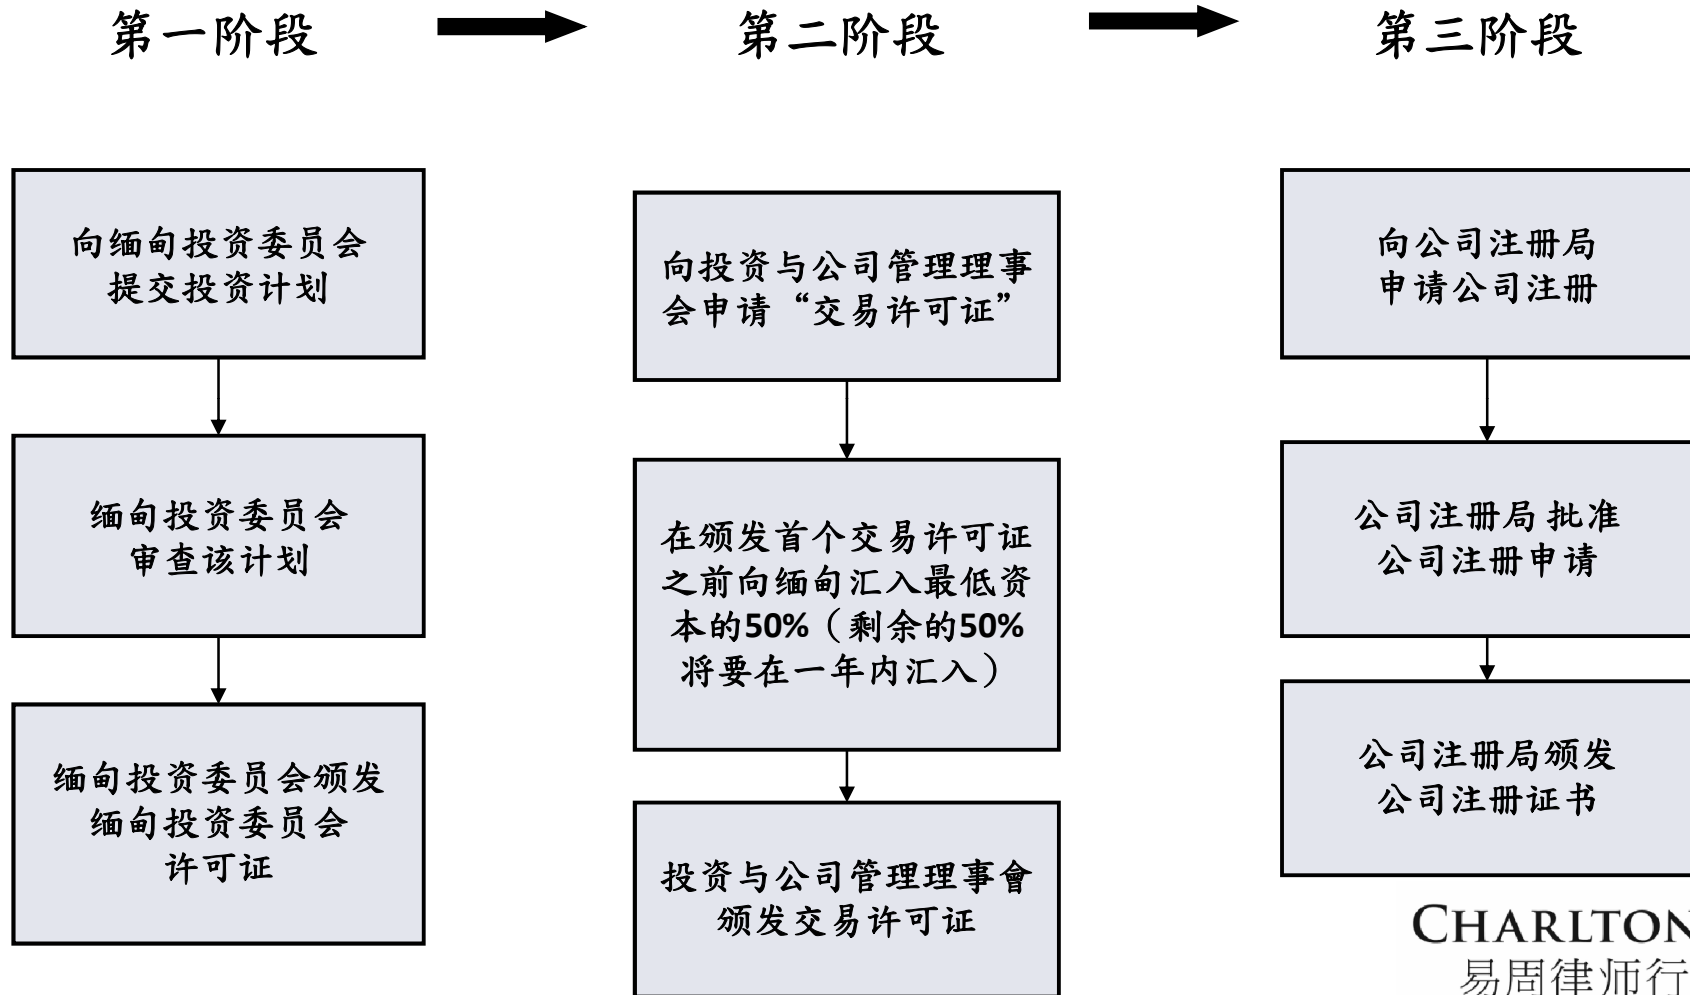 第一阶段
第二阶段
第三阶段
向缅甸投资委员会
提交投资计划
缅甸投资委员会
审查该计划
缅甸投资委员会颁发
缅甸投资委员会
许可证
向投资与公司管理理事
会申请“交易许可证”
在颁发首个交易许可证
之前向缅甸汇入最低资
本的50%（剩余的50%
将要在一年内汇入）
投资与公司管理理事會
颁发交易许可证
向公司注册局
申请公司注册
公司注册局 批准
公司注册申请
公司注册局颁发
公司注册证书
CHARLTON
易周律师行